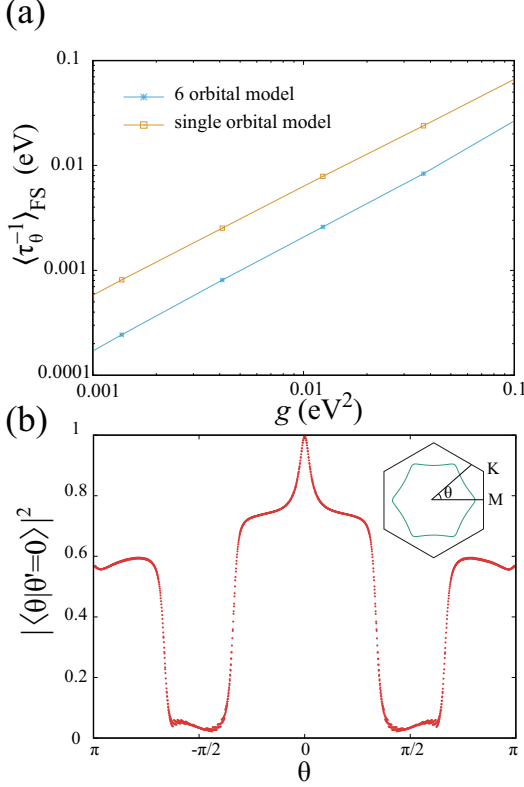 (a)
0.1
0.01
0.001
0.0001
⟨τ_θ^{-1}⟩_FS (eV)
6 orbital model
single orbital model
0.001
0.01
0.1
g (eV²)
(b)
1
0.8
0.6
0.4
0.2
0
|⟨θ|θ'=0⟩|²
K
θ
M
π
-π/2
0
π/2
π
θ